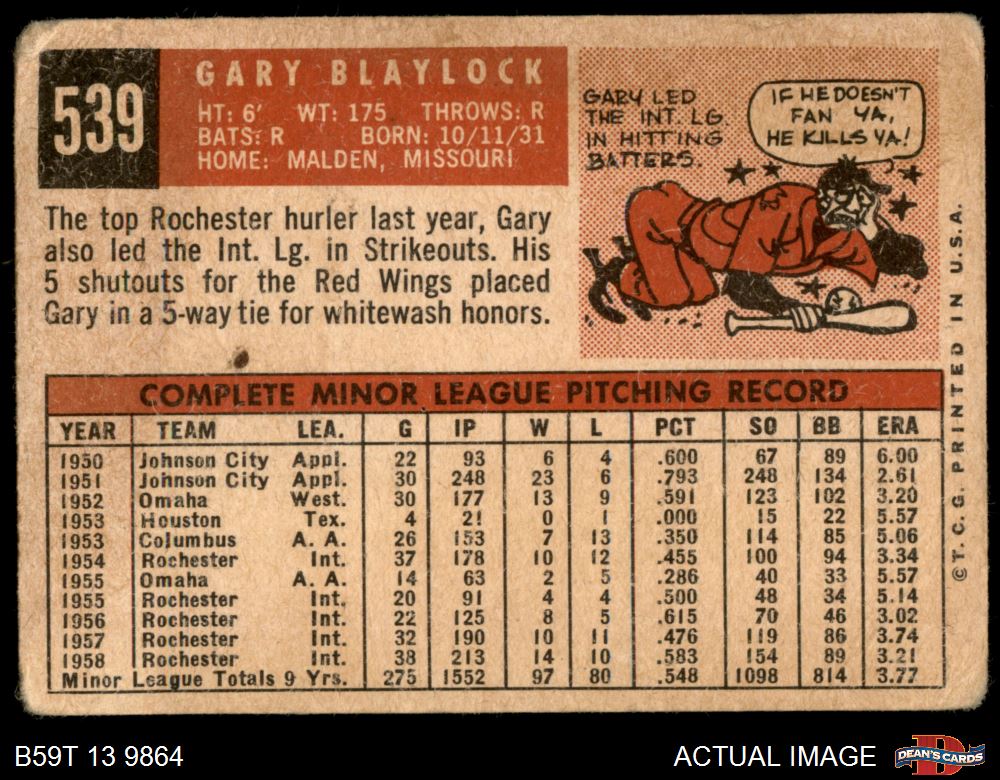 539
GARY BLAYLOCK
HT: 6' WT: 175 THROWS: R
BATS: R BORN: 10/11/31
HOME: MALDEN, MISSOURI
GARY LED
THE INT. LG
IN HITTING
BATTERS.
IF HE DOESN'T
FAN YA,
HE KILLS YA!
The top Rochester hurler last year, Gary
also led the Int. Lg. in Strikeouts. His
5 shutouts for the Red Wings placed
Gary in a 5-way tie for whitewash honors.
COMPLETE MINOR LEAGUE PITCHING RECORD
YEAR TEAM LEA. G IP W L PCT SO BB ERA
1950 Johnson City Appl. 22 93 6 4 .600 67 89 6.00
1951 Johnson City Appl. 30 248 23 6 .793 248 134 2.61
1952 Omaha West. 30 177 13 9 .591 123 102 3.20
1953 Houston Tex. 4 21 0 1 .000 15 22 5.57
1953 Columbus A. A. 26 153 7 13 .350 114 85 5.06
1954 Rochester Int. 37 178 10 12 .455 100 94 3.34
1955 Omaha A. A. 14 63 2 5 .286 40 33 5.57
1955 Rochester Int. 20 91 4 4 .500 48 34 5.14
1956 Rochester Int. 22 125 8 5 .615 70 46 3.02
1957 Rochester Int. 32 190 10 11 .476 119 86 3.74
1958 Rochester Int. 38 213 14 10 .583 154 89 3.21
Minor League Totals 9 Yrs. 275 1552 97 80 .548 1098 814 3.77
© T. C. G. PRINTED IN U.S.A.
B59T 13 9864
ACTUAL IMAGE
DEAN'S CARDS